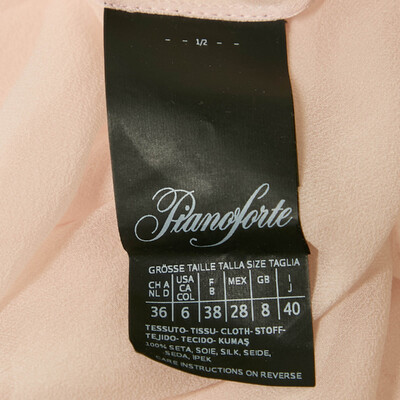 - - 1/2 - -
Pianoforte
GRÖSSE TAILLE TALLA SIZE TAGLIA
CH A NL D USA CA COL F B MEX GB I J
36 6 38 28 8 40
TESSUTO-TISSU-CLOTH-STOFF-
TEJIDO-TECIDO-KUMAŞ
100% SETA, SOIE, SILK, SEIDE,
SEDA, IPEK
CARE INSTRUCTIONS ON REVERSE